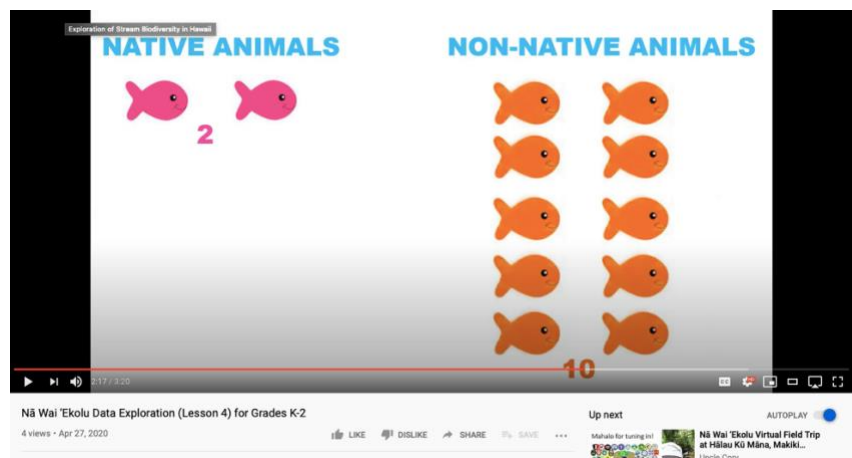 Exploration of Stream Biodiversity in Hawaii
NATIVE ANIMALS
NON-NATIVE ANIMALS
2
10
2:17 / 3:20
CC
Nā Wai ‘Ekolu Data Exploration (Lesson 4) for Grades K-2
4 views • Apr 27, 2020
LIKE
DISLIKE
SHARE
SAVE
Up next
AUTOPLAY
Mahalo for tuning in!
Nā Wai ‘Ekolu Virtual Field Trip
at Hālau Kū Māna, Makiki...